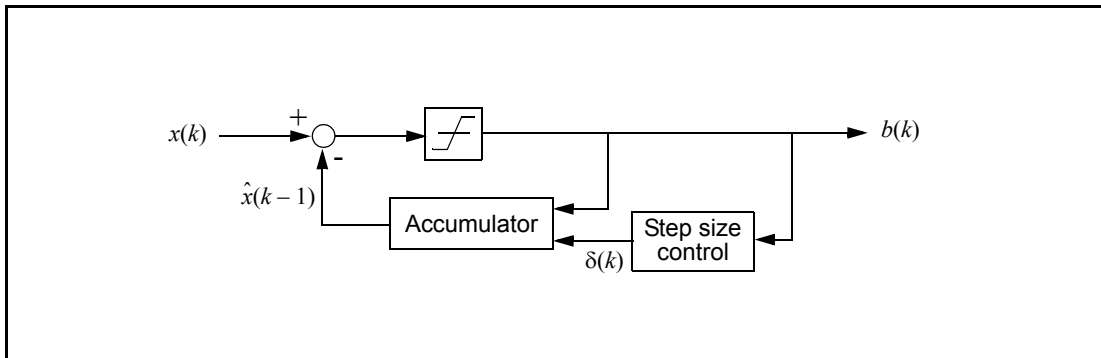 +
x(k)
b(k)
-
x̂(k – 1)
Accumulator
Step size
control
δ(k)